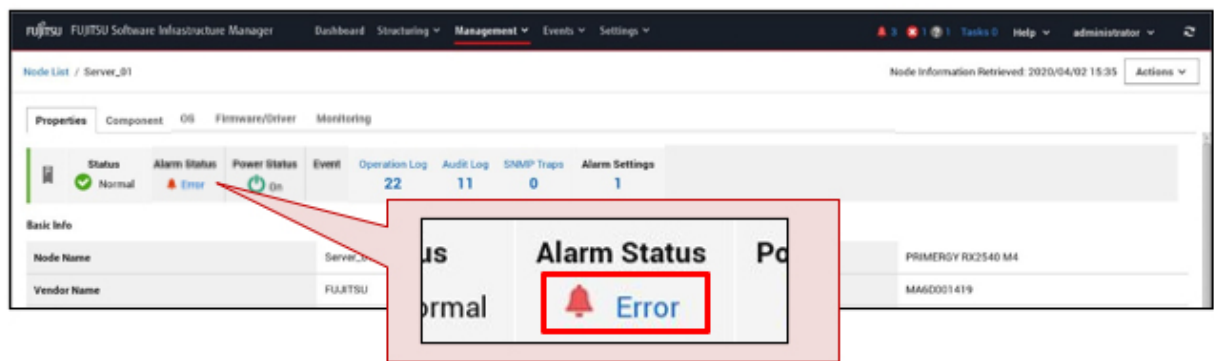 FUJITSU FUJITSU Software Infrastructure Manager Dashboard Structuring Management Events Settings 3 1 1 Tasks 0 Help administrator
Node List / Server_01 Node Information Retrieved: 2020/04/02 15:35 Actions
Properties Component OS Firmware/Driver Monitoring
Status Alarm Status Power Status Event Operation Log Audit Log SNMP Traps Alarm Settings
Normal Error On 22 11 0 1
Basic Info
Node Name Server_0 PRIMERGY RX2540 M4
Vendor Name FUJITSU MA6D001419
us Alarm Status Po
ormal Error